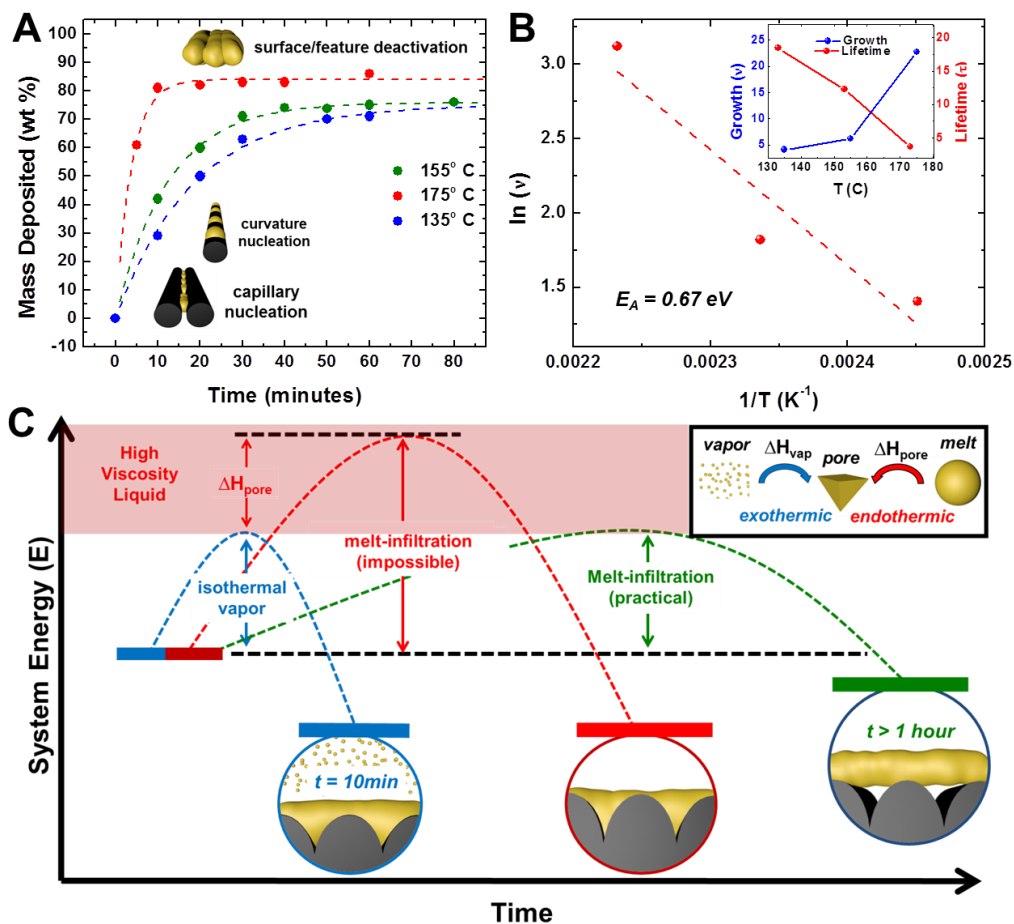 A
100
90
80
70
60
50
40
30
20
10
0
-10
Mass Deposited (wt %)
surface/feature deactivation
155° C
175° C
135° C
curvature
nucleation
capillary
nucleation
0
10
20
30
40
50
60
70
80
Time (minutes)
B
3.0
2.5
2.0
1.5
ln (ν)
E_A = 0.67 eV
0.0022
0.0023
0.0024
0.0025
1/T (K⁻¹)
Growth
Lifetime
25
20
15
10
5
Growth (ν)
20
15
10
5
Lifetime (τ)
130
140
150
160
170
180
T (C)
C
High
Viscosity
Liquid
ΔH_pore
isothermal
vapor
melt-infiltration
(impossible)
Melt-infiltration
(practical)
vapor
ΔH_vap
pore
ΔH_pore
melt
exothermic
endothermic
t = 10min
t > 1 hour
System Energy (E)
Time